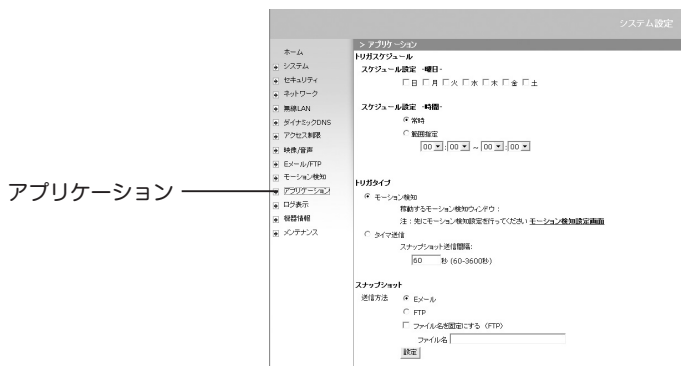 システム設定
ホーム
システム
セキュリティ
ネットワーク
無線LAN
ダイナミックDNS
アクセス制限
映像/音声
Eメール/FTP
モーション検知
アプリケーション
ログ表示
機器情報
メンテナンス
アプリケーション
> アプリケーション
トリガスケジュール
スケジュール設定 -曜日-
日 月 火 水 木 金 土
スケジュール設定 -時間-
常時
範囲指定
00 : 00 ~ 00 : 00
トリガタイプ
モーション検知
稼動するモーション検知ウィンドウ :
注 : 先にモーション検知設定を行ってください モーション検知設定画面
タイマ送信
スナップショット送信間隔:
60 秒 (60-3600秒)
スナップショット
送信方法 Eメール
FTP
ファイル名を固定にする (FTP)
ファイル名
設定